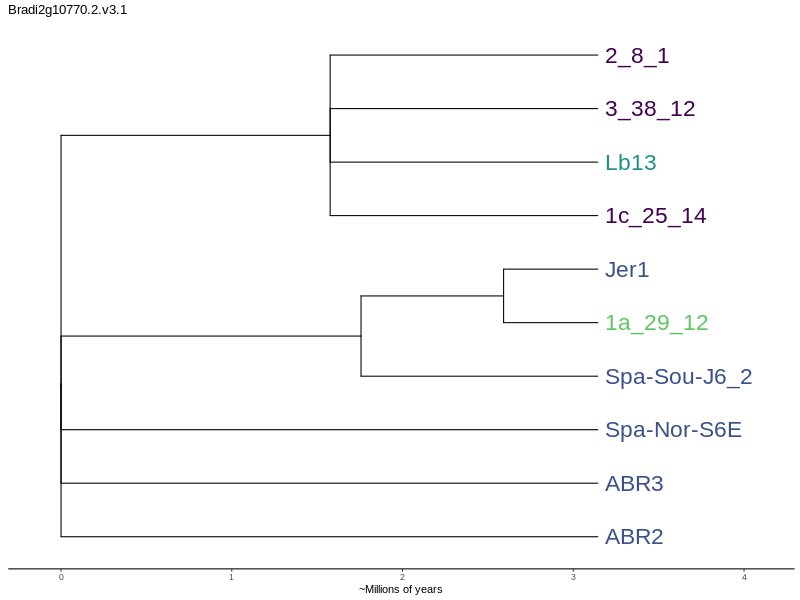 Bradi2g10770.2.v3.1
2_8_1
3_38_12
Lb13
1c_25_14
Jer1
1a_29_12
Spa-Sou-J6_2
Spa-Nor-S6E
ABR3
ABR2
0 1 2 3 4
~Millions of years